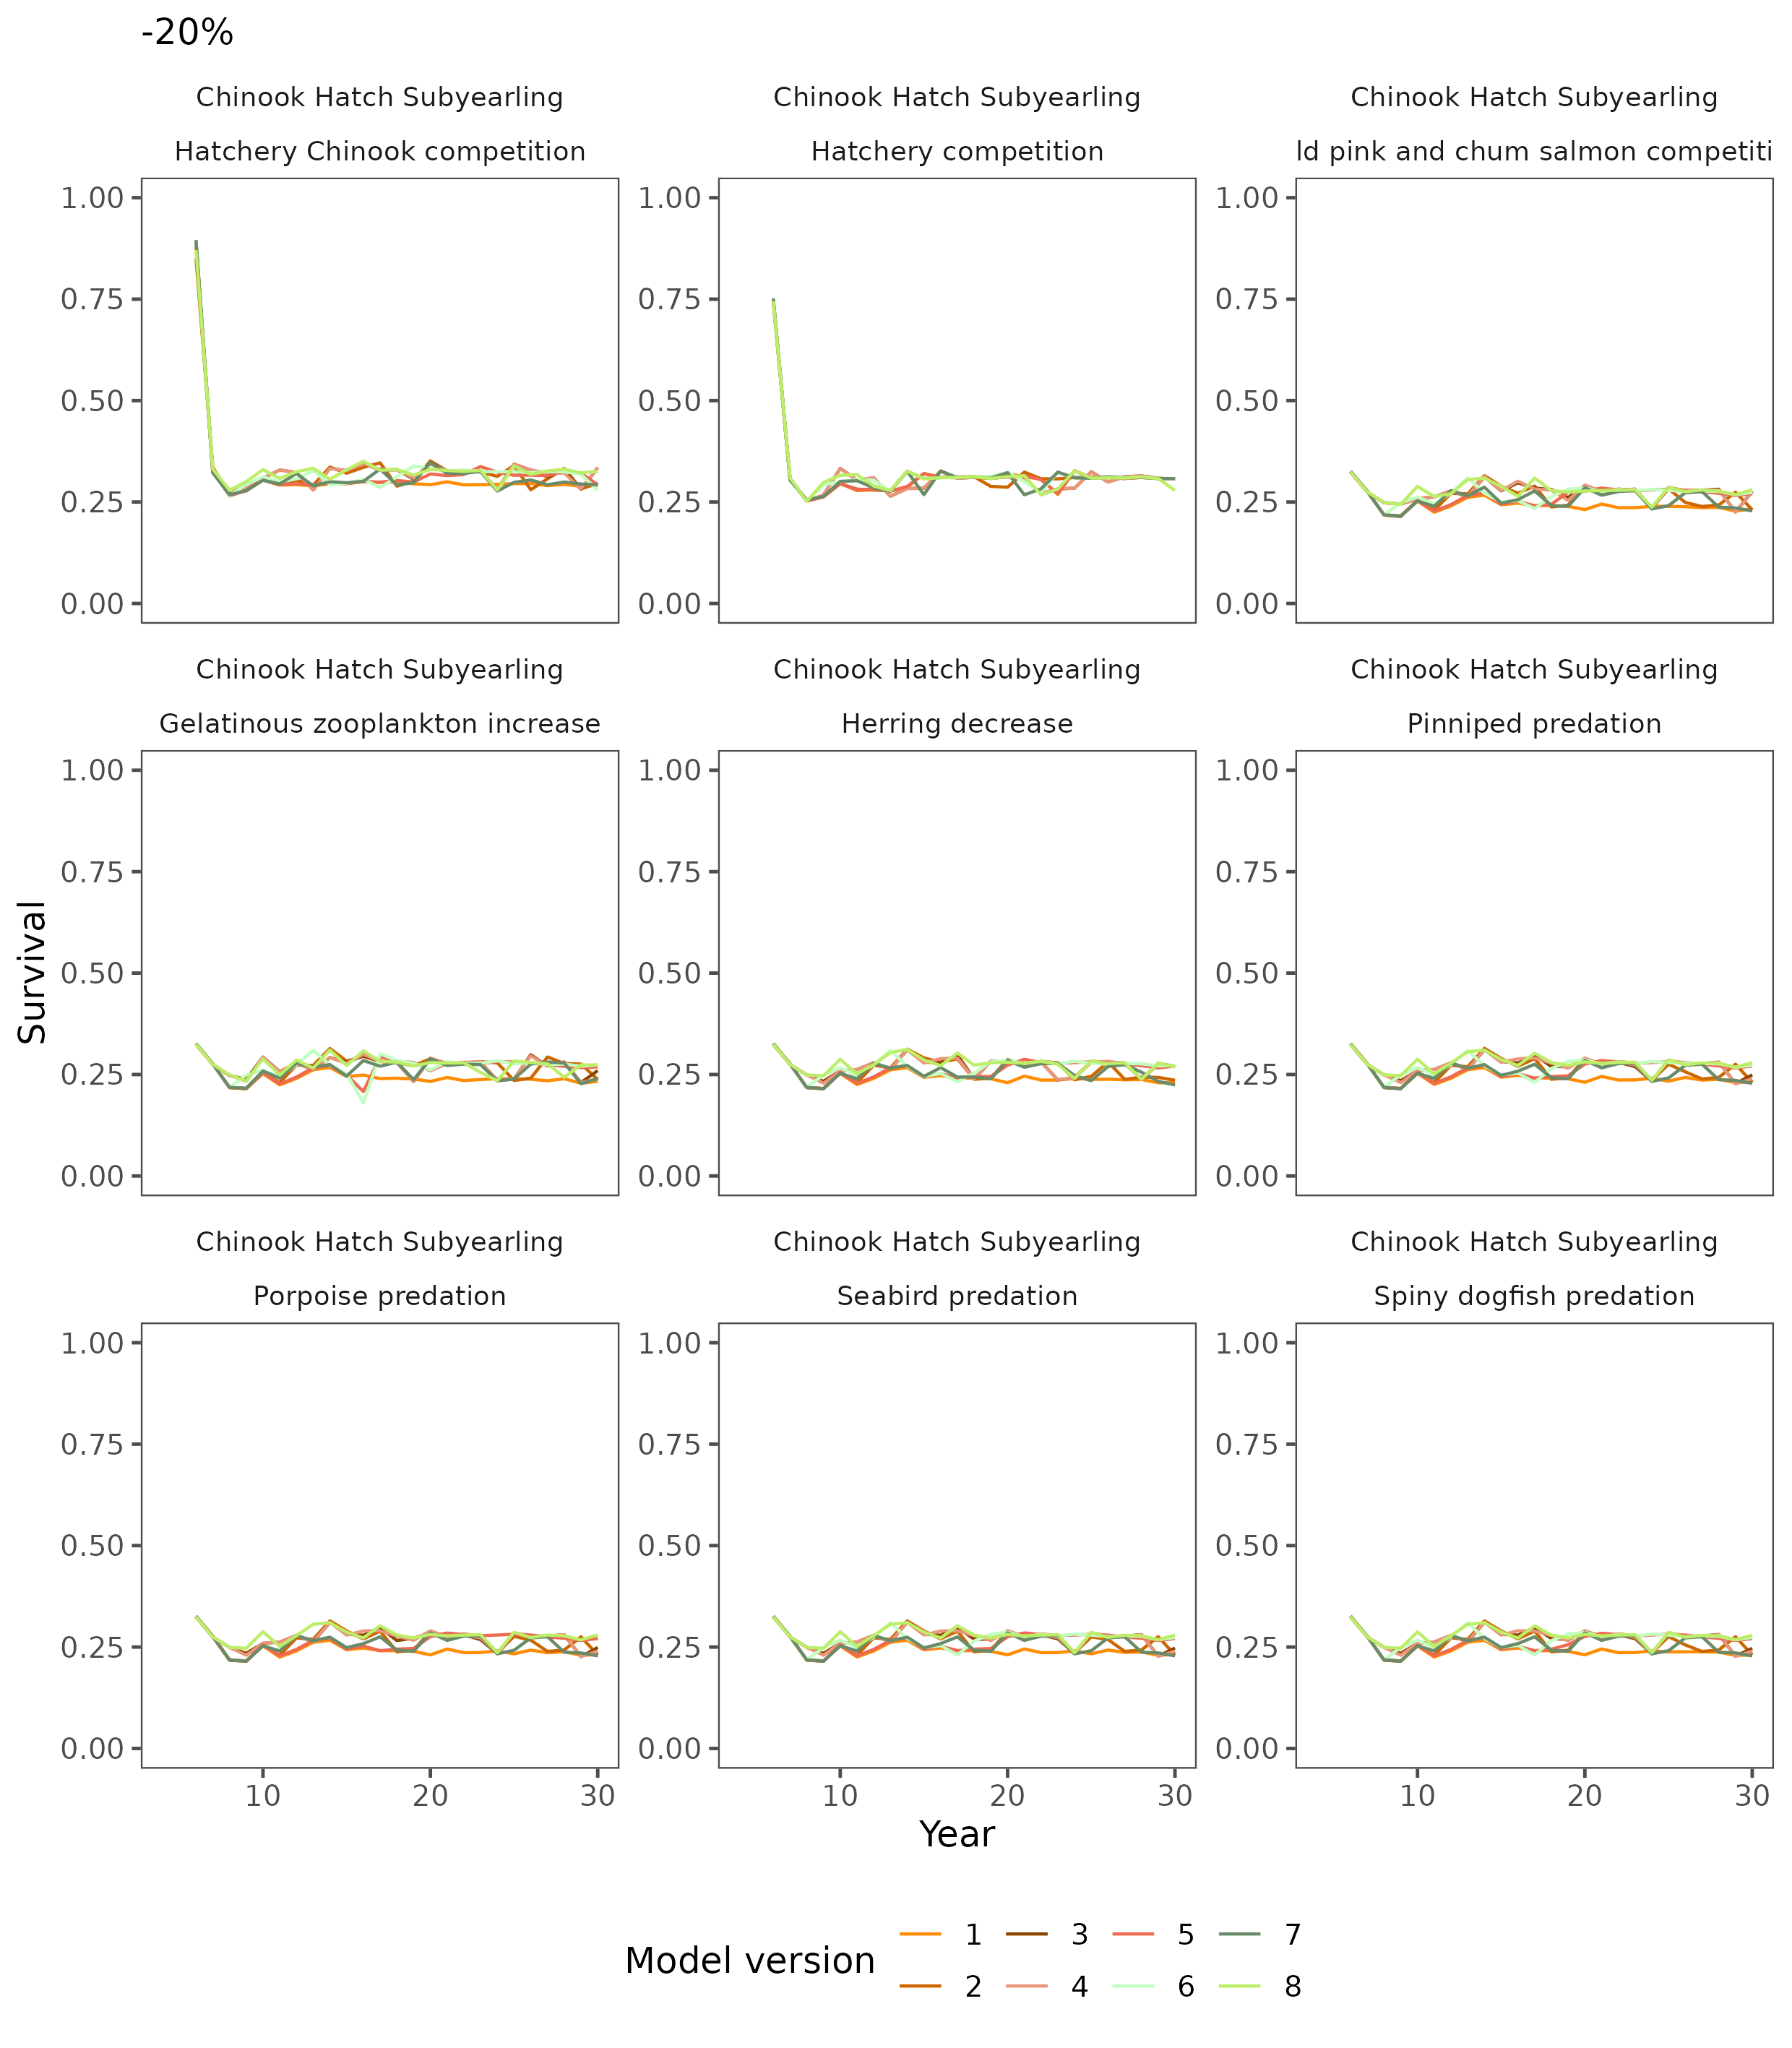 -20%
Chinook Hatch Subyearling
Chinook Hatch Subyearling
Chinook Hatch Subyearling
Hatchery Chinook competition
Hatchery competition
ld pink and chum salmon competiti
1.00
0.75
0.50
0.25
0.00
1.00
0.75
0.50
0.25
0.00
1.00
0.75
0.50
0.25
0.00
Chinook Hatch Subyearling
Chinook Hatch Subyearling
Chinook Hatch Subyearling
Gelatinous zooplankton increase
Herring decrease
Pinniped predation
1.00
0.75
0.50
0.25
0.00
1.00
0.75
0.50
0.25
0.00
1.00
0.75
0.50
0.25
0.00
Survival
Chinook Hatch Subyearling
Chinook Hatch Subyearling
Chinook Hatch Subyearling
Porpoise predation
Seabird predation
Spiny dogfish predation
1.00
0.75
0.50
0.25
0.00
1.00
0.75
0.50
0.25
0.00
1.00
0.75
0.50
0.25
0.00
10 20 30
10 20 30
10 20 30
Year
Model version
1 3 5 7
2 4 6 8